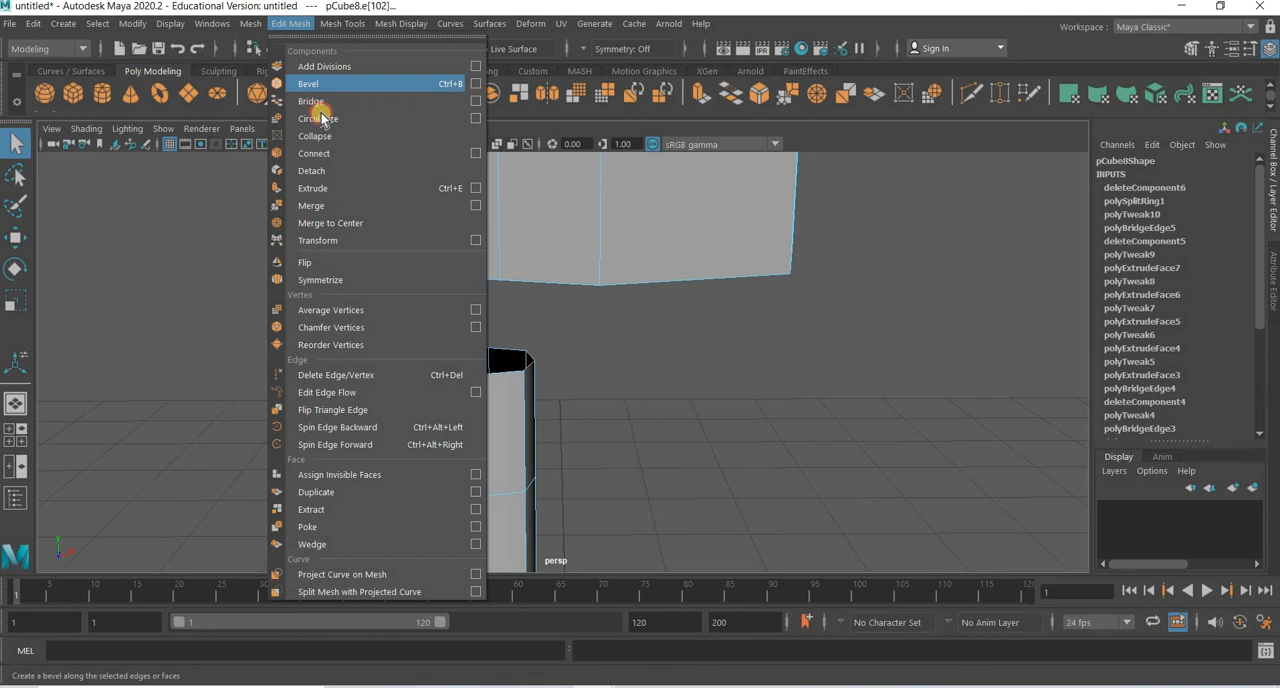 untitled* - Autodesk Maya 2020.2 - Educational Version: untitled --- pCube8.e[102]...
File Edit Create Select Modify Display Windows Mesh Edit Mesh Mesh Tools Mesh Display Curves Surfaces Deform UV Generate Cache Arnold Help
Workspace : Maya Classic*
Modeling
Live Surface
Symmetry: Off
Sign In
Curves / Surfaces Poly Modeling Sculpting Custom MASH Motion Graphics XGen Arnold PaintEffects
View Shading Lighting Show Renderer Panels
0.00 1.00 sRGB gamma
Components
Add Divisions
Bevel Ctrl+B
Bridge
Collapse
Connect
Detach
Extrude Ctrl+E
Merge
Merge to Center
Transform
Flip
Symmetrize
Vertex
Average Vertices
Chamfer Vertices
Reorder Vertices
Edge
Delete Edge/Vertex Ctrl+Del
Edit Edge Flow
Flip Triangle Edge
Spin Edge Backward Ctrl+Alt+Left
Spin Edge Forward Ctrl+Alt+Right
Face
Assign Invisible Faces
Duplicate
Extract
Poke
Wedge
Curve
Project Curve on Mesh
Split Mesh with Projected Curve
persp
y
Channels Edit Object Show
pCube8Shape
INPUTS
deleteComponent6
polySplitRing1
polyTweak10
polyBridgeEdge5
deleteComponent5
polyTweak9
polyExtrudeFace7
polyTweak8
polyExtrudeFace6
polyTweak7
polyExtrudeFace5
polyTweak6
polyExtrudeFace4
polyTweak5
polyExtrudeFace3
polyBridgeEdge4
deleteComponent4
polyTweak4
polyBridgeEdge3
Channel Box / Layer Editor
Attribute Editor
Display Anim
Layers Options Help
5 10 15 20 60 65 70 75 80 85 90 95 100 105 110 115 120
1
1 1 1 120 120 200 No Character Set No Anim Layer 24 fps
MEL
Create a bevel along the selected edges or faces